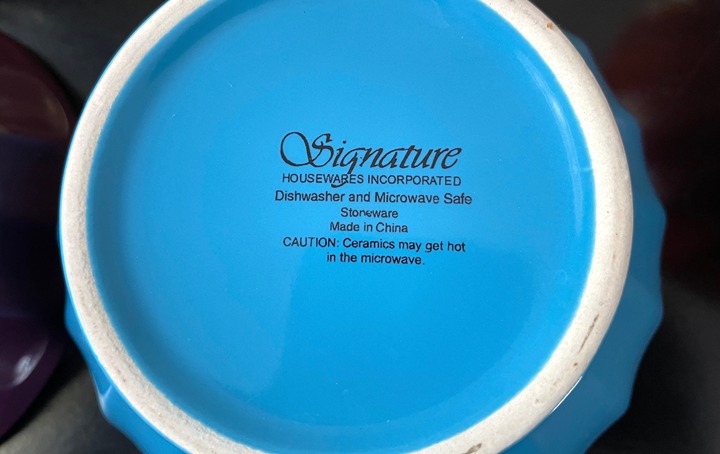 Signature
HOUSEWARES INCORPORATED
Dishwasher and Microwave Safe
Stoneware
Made in China
CAUTION: Ceramics may get hot
in the microwave.